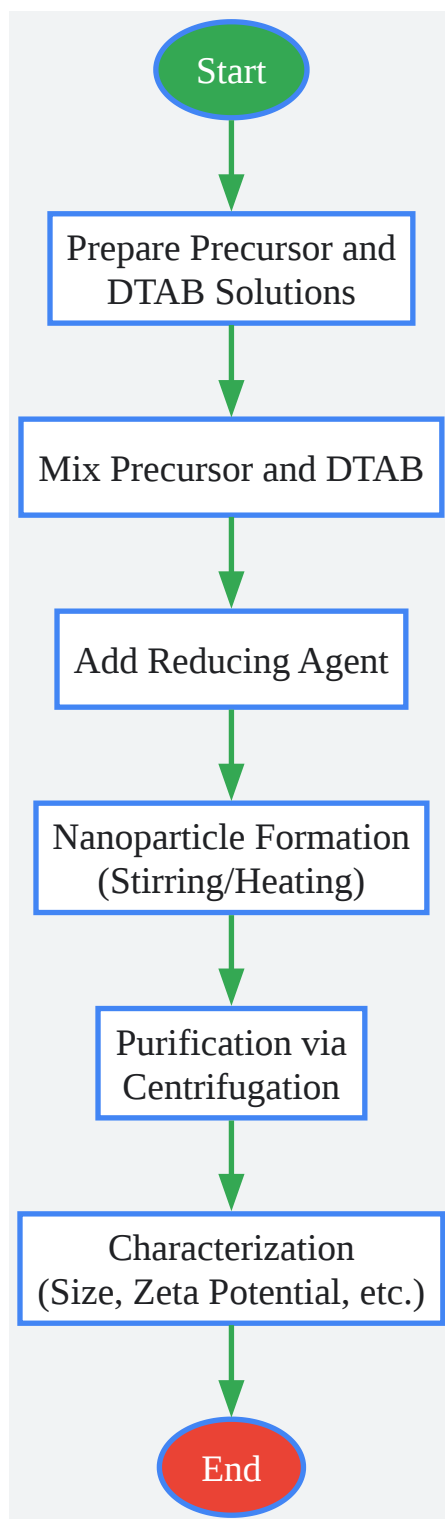 Start
Prepare Precursor and
DTAB Solutions
Mix Precursor and DTAB
Add Reducing Agent
Nanoparticle Formation
(Stirring/Heating)
Purification via
Centrifugation
Characterization
(Size, Zeta Potential, etc.)
End